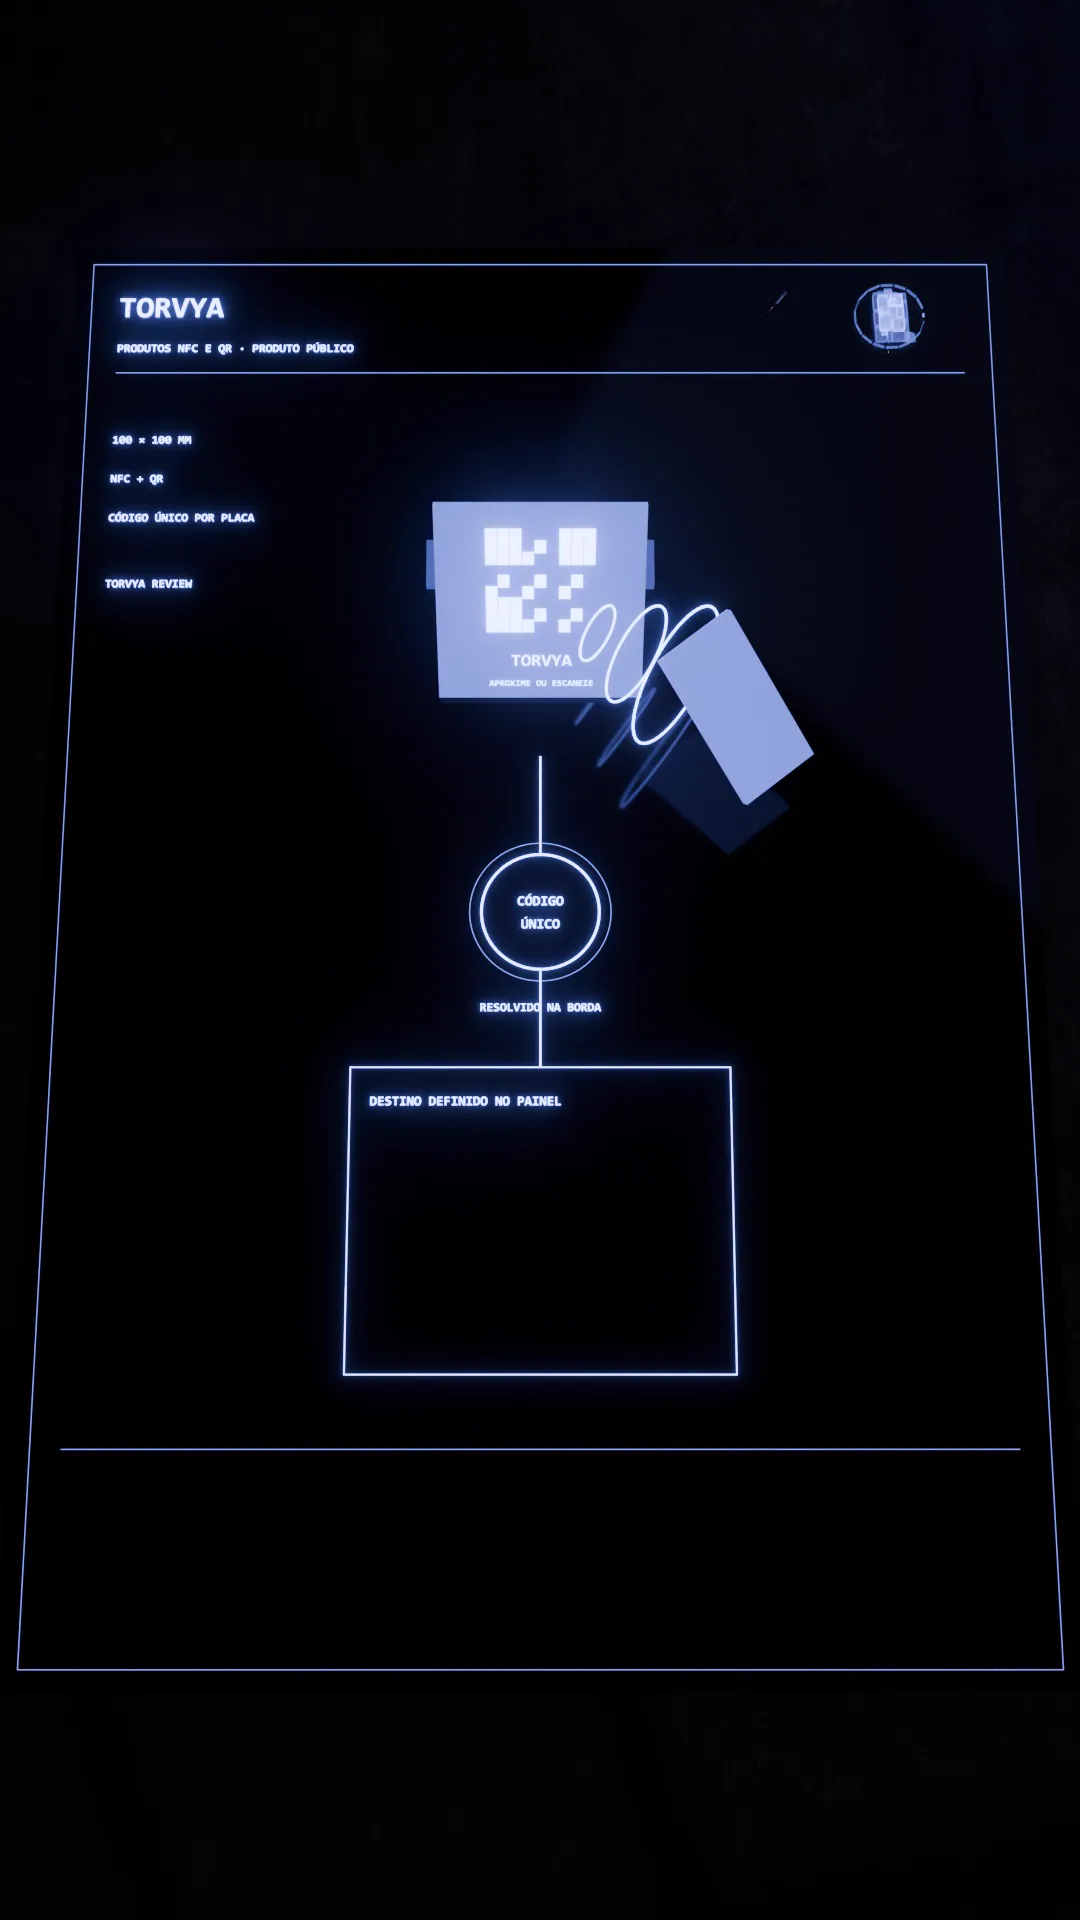 TORVYA
PRODUTOS NFC E QR · PRODUTO PÚBLICO
100 × 100 MM
NFC + QR
CÓDIGO ÚNICO POR PLACA
TORVYA REVIEW
TORVYA
APROXIME OU ESCANEIE
CÓDIGO
ÚNICO
RESOLVIDO NA BORDA
DESTINO DEFINIDO NO PAINEL